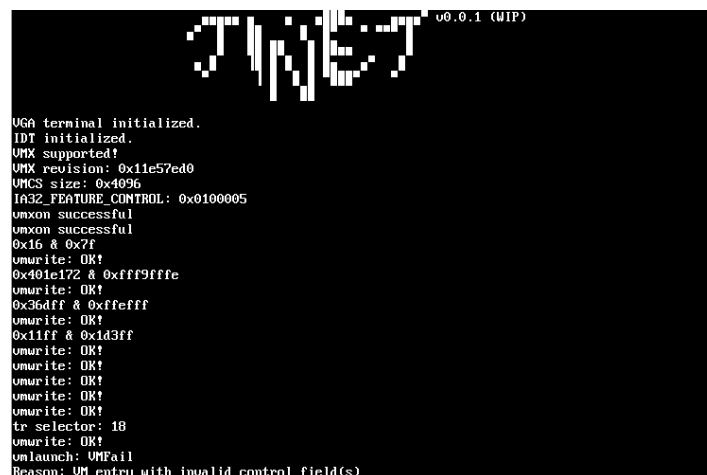 JINET v0.0.1 (WIP)
VGA terminal initialized.
IDT initialized.
VMX supported!
VMX revision: 0x11e57ed0
VMCS size: 0x4096
IA32_FEATURE_CONTROL: 0x0100005
vmxon successful
vmxon successful
0x16 & 0x7f
vmwrite: OK!
0x401e172 & 0xfff9fffe
vmwrite: OK!
0x36dff & 0xffefff
vmwrite: OK!
0x11ff & 0x1d3ff
vmwrite: OK!
vmwrite: OK!
vmwrite: OK!
vmwrite: OK!
vmwrite: OK!
tr selector: 18
vmwrite: OK!
vmlaunch: VMFail
Reason: VM entry with invalid control field(s)